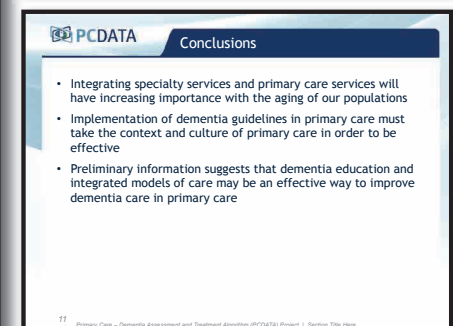 PCDATA
Conclusions
• Integrating specialty services and primary care services will
have increasing importance with the aging of our populations
• Implementation of dementia guidelines in primary care must
take the context and culture of primary care in order to be
effective
• Preliminary information suggests that dementia education and
integrated models of care may be an effective way to improve
dementia care in primary care
11
Primary Care – Dementia Assessment and Treatment Algorithm (PCDATA) Project | Section Title Here